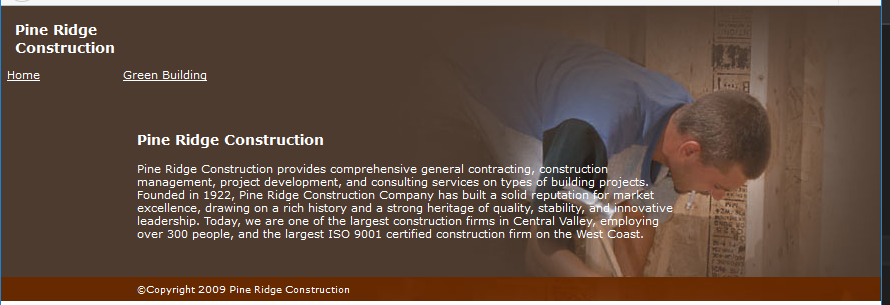 Pine Ridge
Construction
Home
Green Building
Pine Ridge Construction
Pine Ridge Construction provides comprehensive general contracting, construction
management, project development, and consulting services on types of building projects.
Founded in 1922, Pine Ridge Construction Company has built a solid reputation for market
excellence, drawing on a rich history and a strong heritage of quality, stability, and innovative
leadership. Today, we are one of the largest construction firms in Central Valley, employing
over 300 people, and the largest ISO 9001 certified construction firm on the West Coast.
©Copyright 2009 Pine Ridge Construction